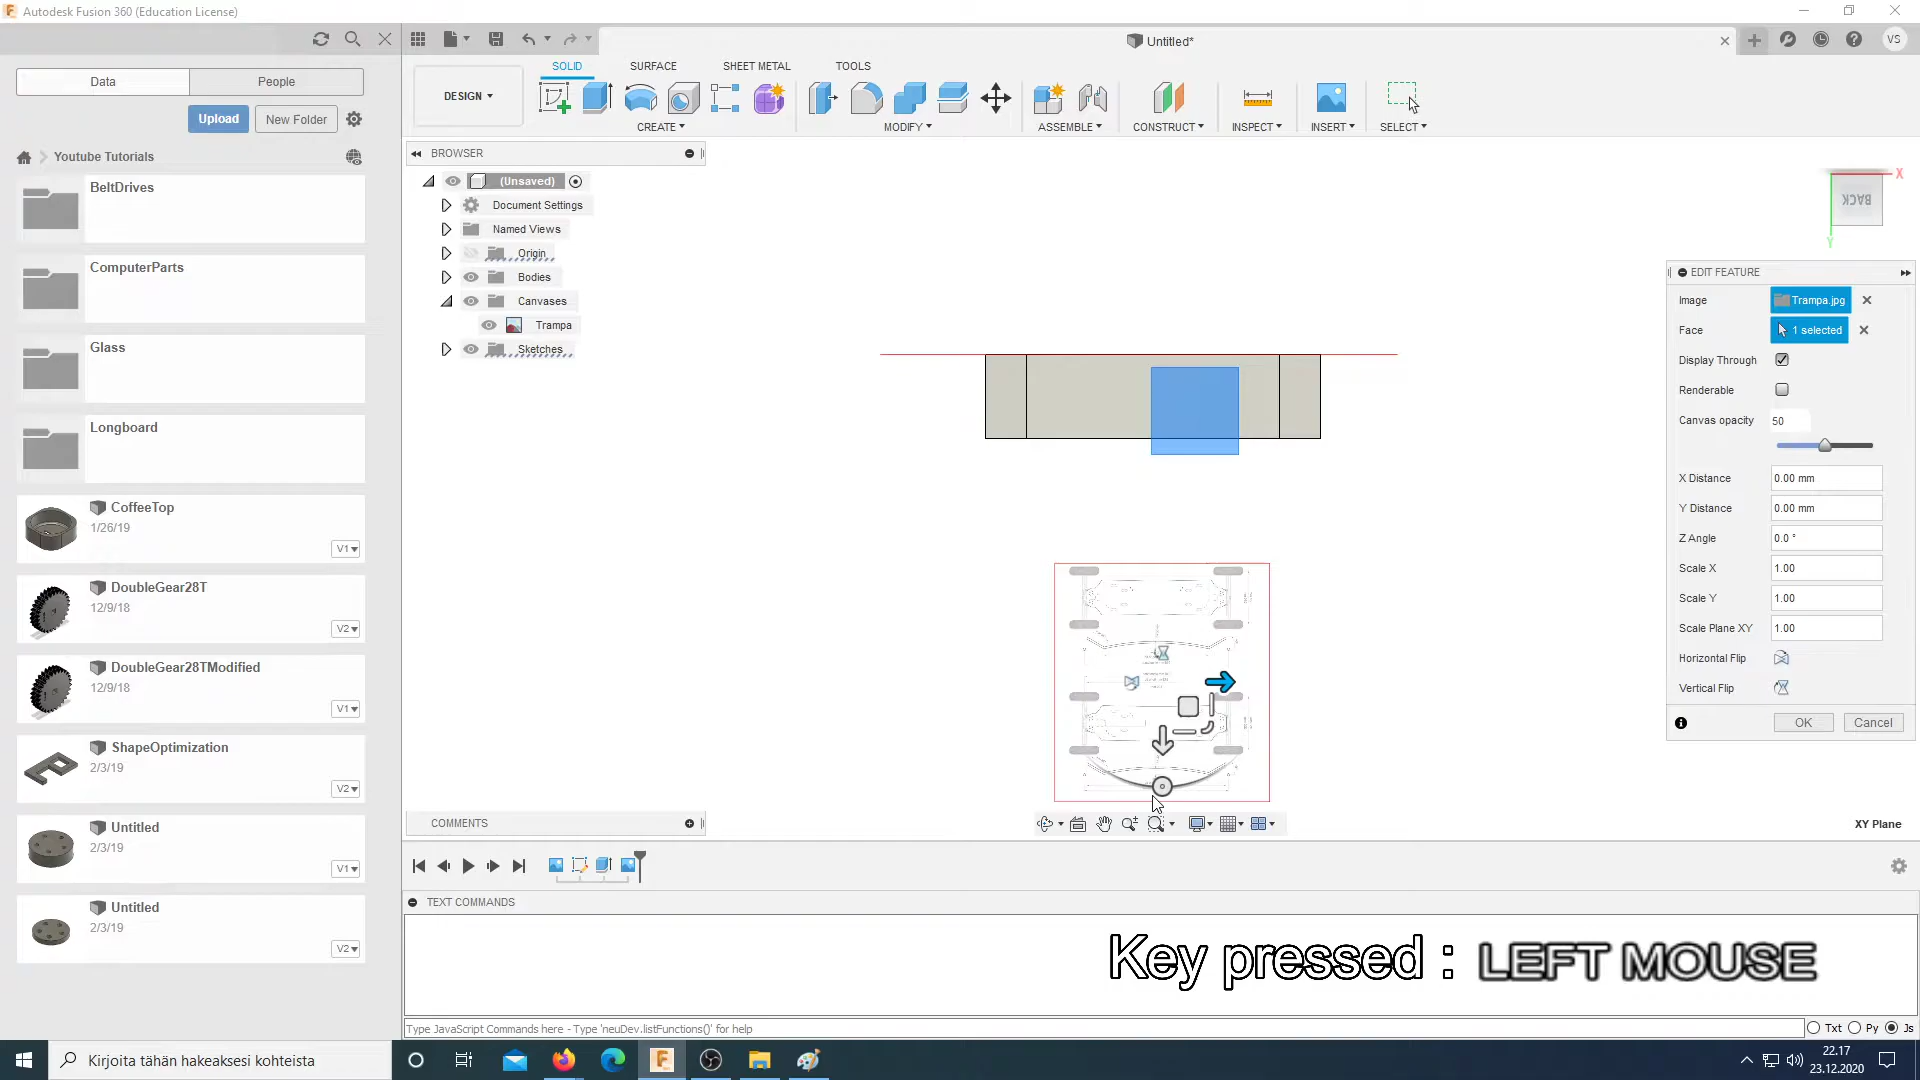 Autodesk Fusion 360 (Education License)
Untitled*
VS
Data
People
Upload
New Folder
Youtube Tutorials
BeltDrives
ComputerParts
Glass
Longboard
CoffeeTop
1/26/19
V1
DoubleGear28T
12/9/18
V2
DoubleGear28TModified
12/9/18
V1
ShapeOptimization
2/3/19
V2
Untitled
2/3/19
V1
Untitled
2/3/19
V2
DESIGN
SOLID
SURFACE
SHEET METAL
TOOLS
CREATE
MODIFY
ASSEMBLE
CONSTRUCT
INSPECT
INSERT
SELECT
BROWSER
(Unsaved)
Document Settings
Named Views
Origin
Bodies
Canvases
Trampa
Sketches
X
BACK
Y
EDIT FEATURE
Image Trampa.jpg
Face 1 selected
Display Through
Renderable
Canvas opacity 50
X Distance 0.00 mm
Y Distance 0.00 mm
Z Angle 0.0 °
Scale X 1.00
Scale Y 1.00
Scale Plane XY 1.00
Horizontal Flip
Vertical Flip
OK
Cancel
COMMENTS
XY Plane
TEXT COMMANDS
Key pressed : LEFT MOUSE
Type JavaScript Commands here - Type 'neuDev.listFunctions()' for help
Txt Py Js
Kirjoita tähän hakeaksesi kohteista
22.17
23.12.2020